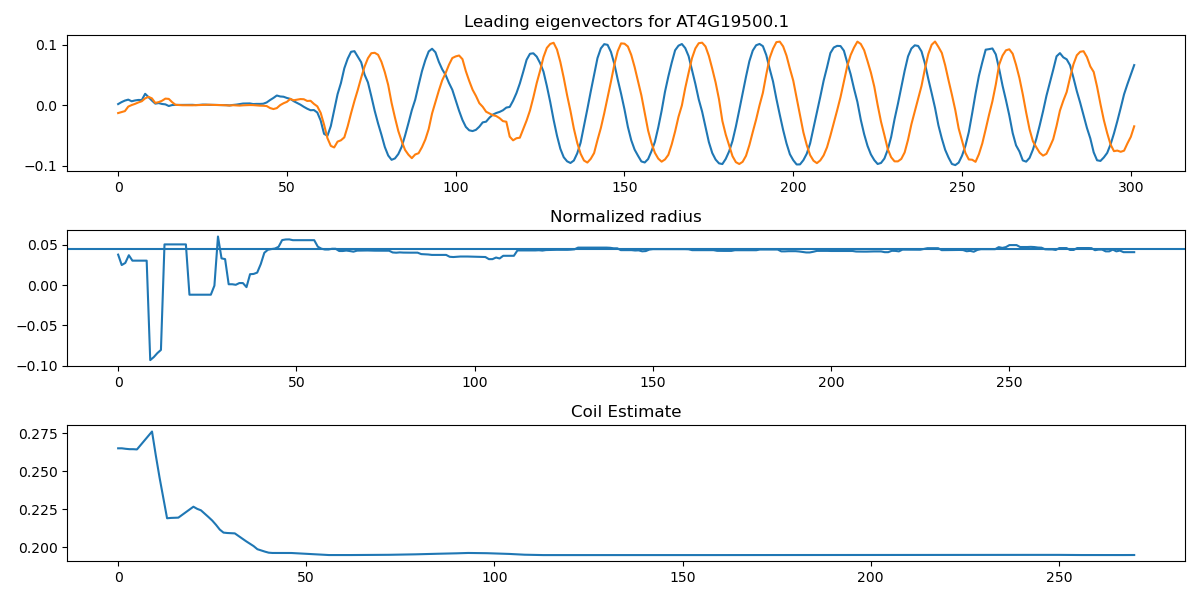 Leading eigenvectors for AT4G19500.1
0.1
0.0
−0.1
0 50 100 150 200 250 300
Normalized radius
0.05
0.00
−0.05
−0.10
0 50 100 150 200 250
Coil Estimate
0.275
0.250
0.225
0.200
0 50 100 150 200 250